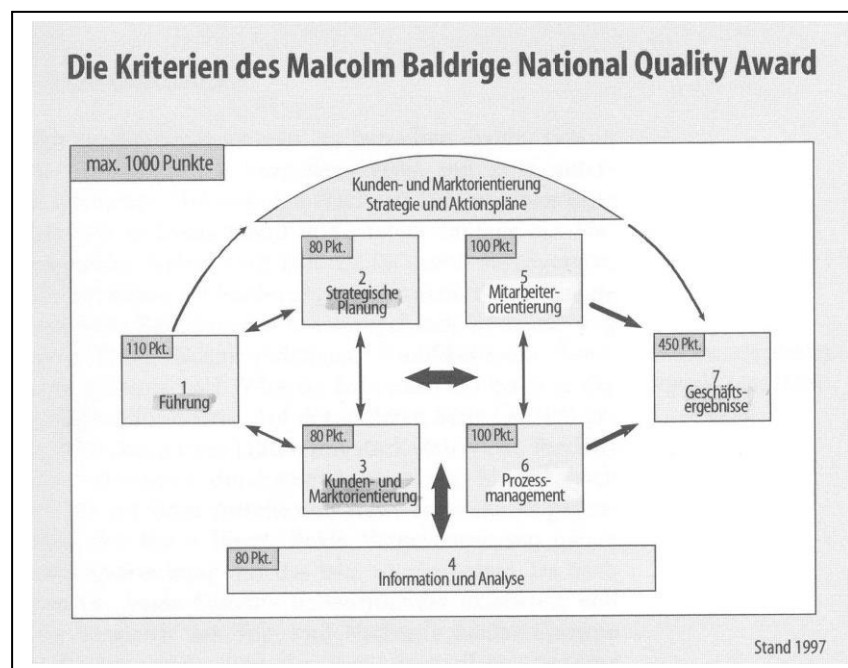 Die Kriterien des Malcolm Baldrige National Quality Award
max. 1000 Punkte
Kunden- und Marktorientierung
Strategie und Aktionspläne
80 Pkt.
2
Strategische
Planung
100 Pkt.
5
Mitarbeiter-
orientierung
110 Pkt.
1
Führung
450 Pkt.
7
Geschäfts-
ergebnisse
80 Pkt.
3
Kunden- und
Marktorientierung
100 Pkt.
6
Prozess-
management
80 Pkt.
4
Information und Analyse
Stand 1997